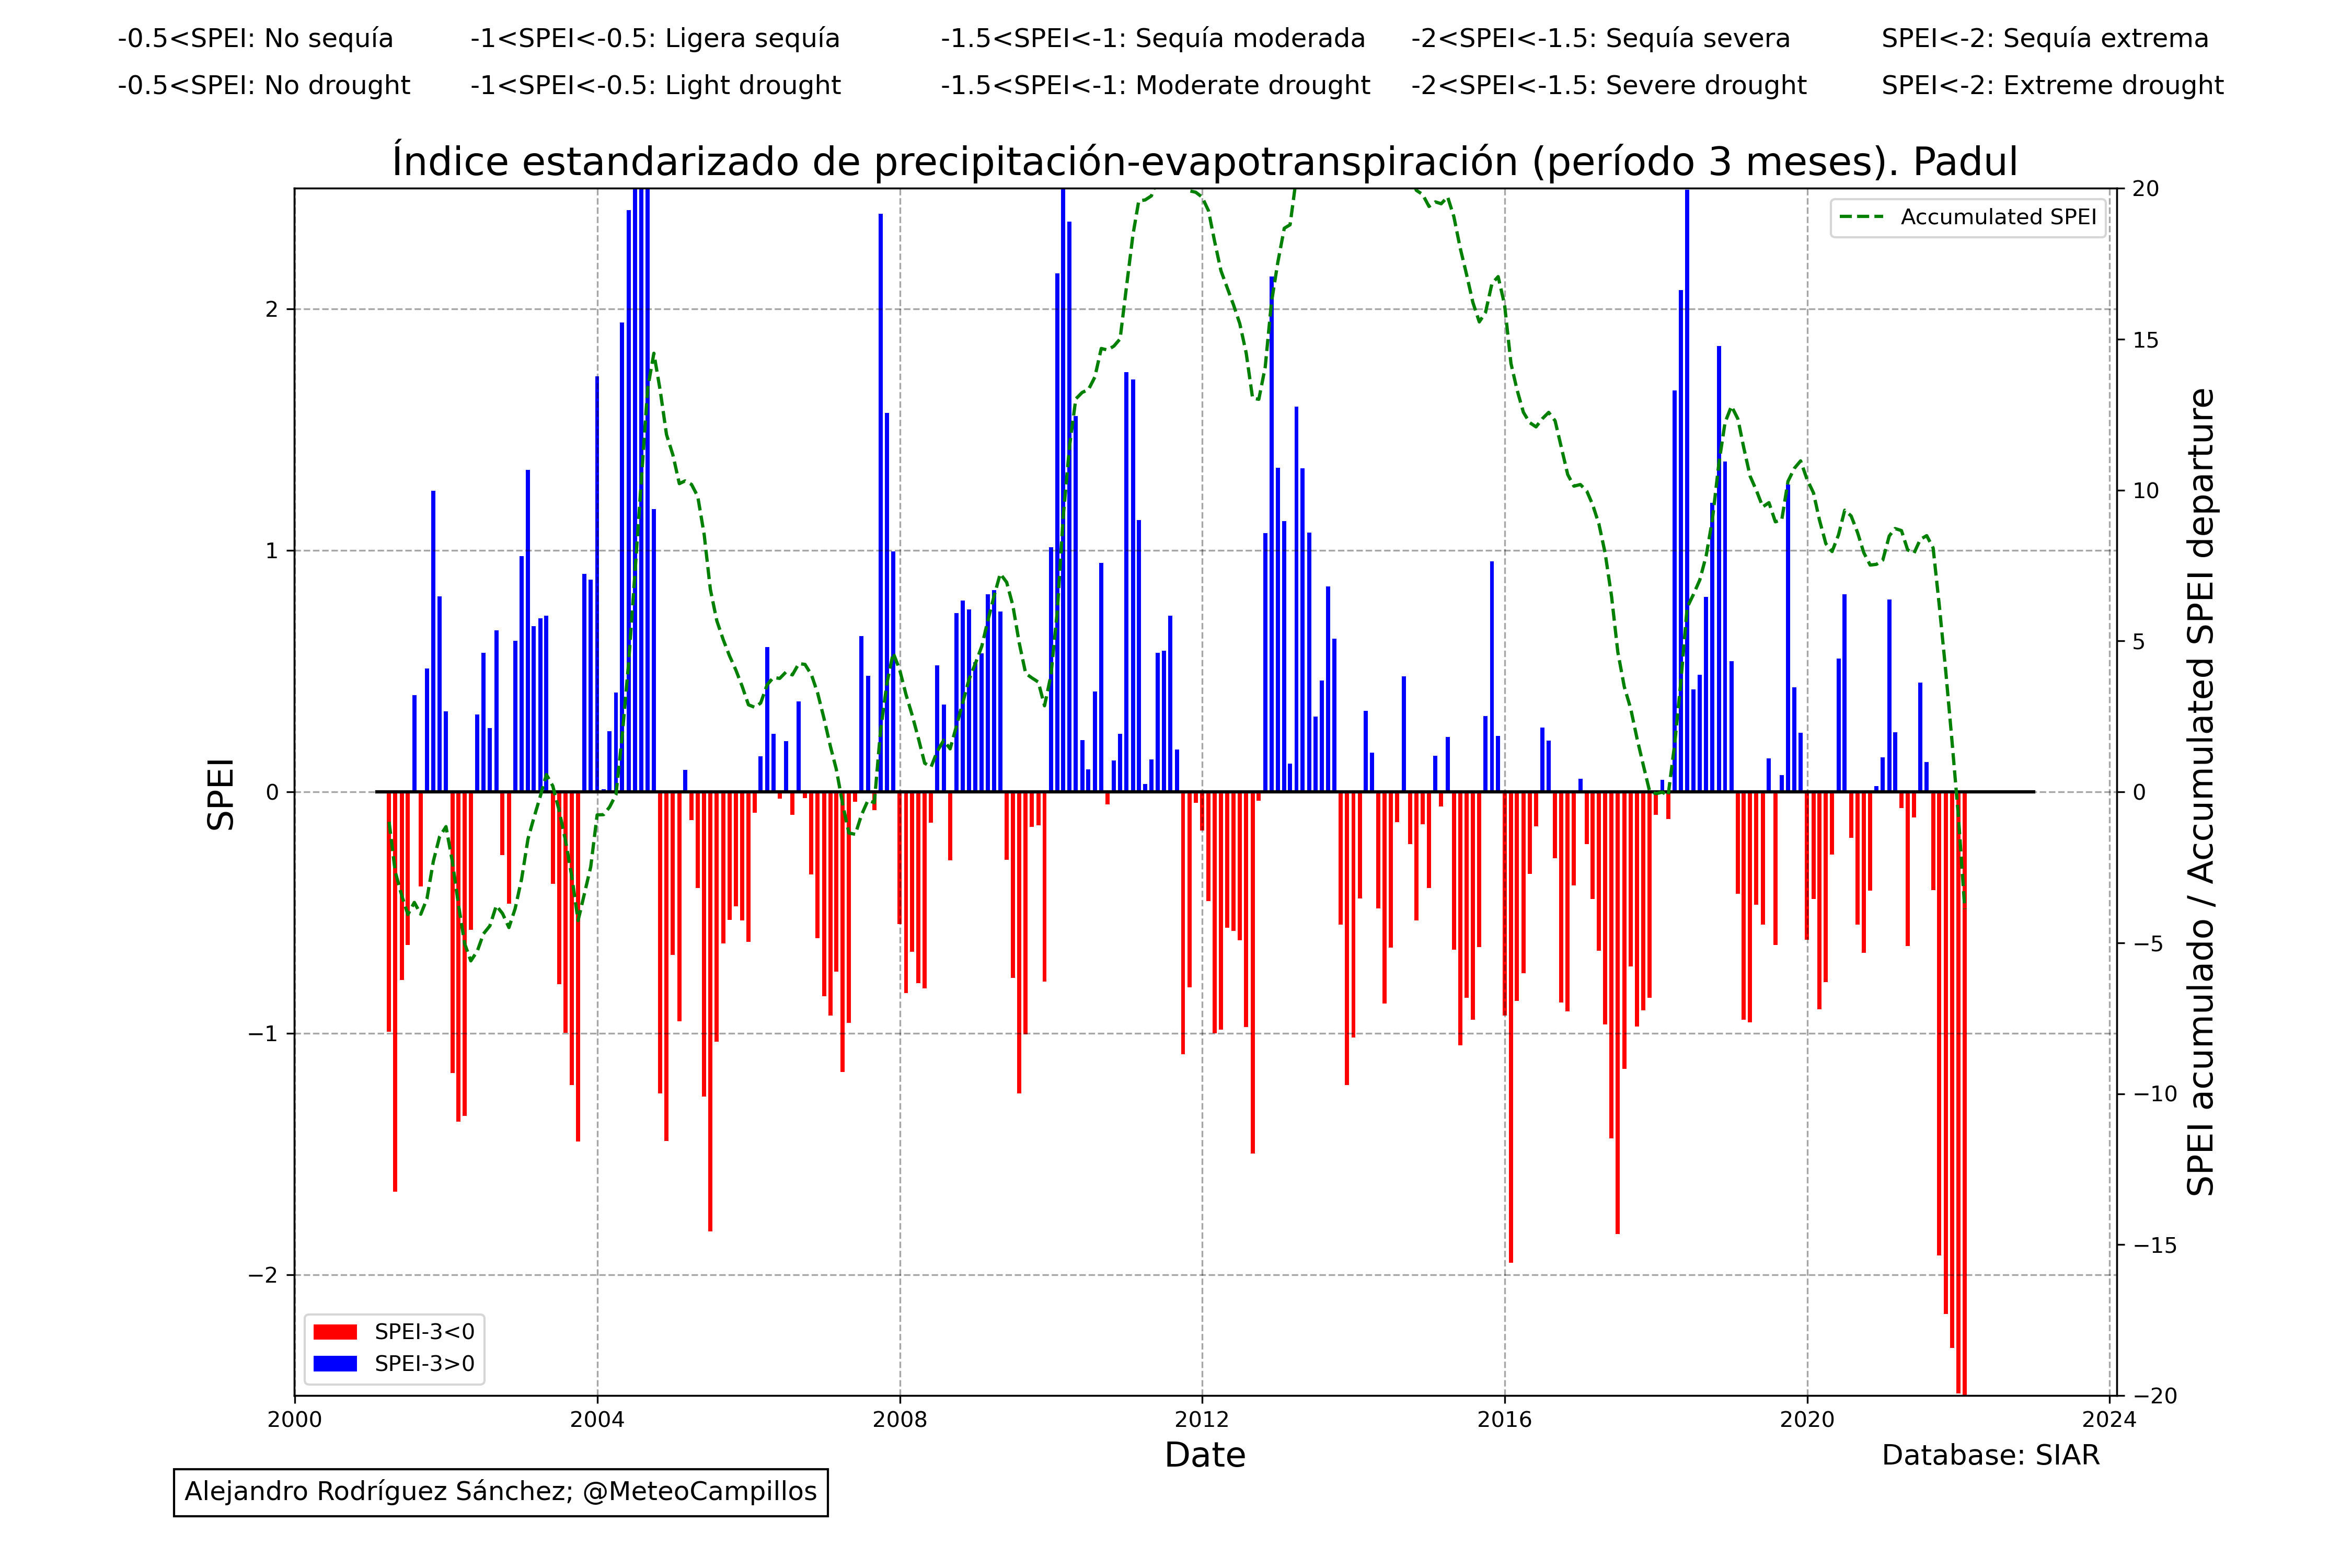 -0.5<SPEI: No sequía -1<SPEI<-0.5: Ligera sequía -1.5<SPEI<-1: Sequía moderada -2<SPEI<-1.5: Sequía severa SPEI<-2: Sequía extrema
-0.5<SPEI: No drought -1<SPEI<-0.5: Light drought -1.5<SPEI<-1: Moderate drought -2<SPEI<-1.5: Severe drought SPEI<-2: Extreme drought
Índice estandarizado de precipitación-evapotranspiración (período 3 meses). Padul
Accumulated SPEI
SPEI
2
1
0
−1
−2
SPEI acumulado / Accumulated SPEI departure
20
15
10
5
0
−5
−10
−15
−20
SPEI-3<0
SPEI-3>0
2000 2004 2008 2012 2016 2020 2024
Date
Database: SIAR
Alejandro Rodríguez Sánchez; @MeteoCampillos